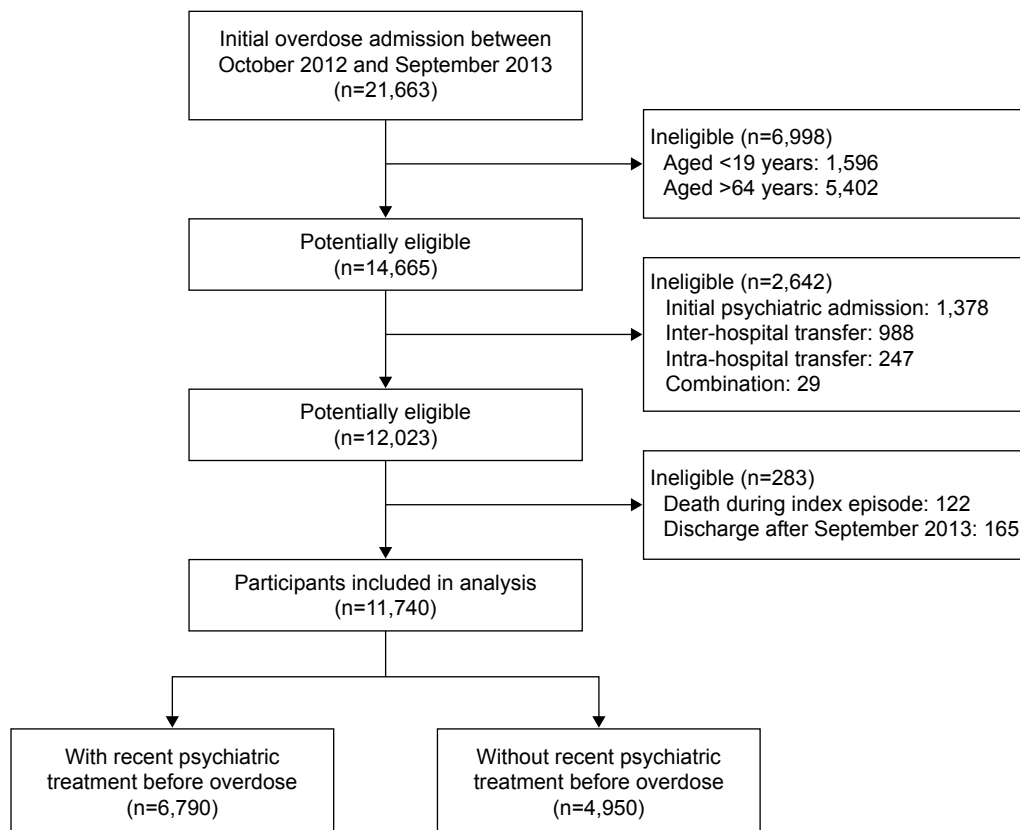 Initial overdose admission between
October 2012 and September 2013
(n=21,663)
Ineligible (n=6,998)
Aged <19 years: 1,596
Aged >64 years: 5,402
Potentially eligible
(n=14,665)
Ineligible (n=2,642)
Initial psychiatric admission: 1,378
Inter-hospital transfer: 988
Intra-hospital transfer: 247
Combination: 29
Potentially eligible
(n=12,023)
Ineligible (n=283)
Death during index episode: 122
Discharge after September 2013: 165
Participants included in analysis
(n=11,740)
With recent psychiatric
treatment before overdose
(n=6,790)
Without recent psychiatric
treatment before overdose
(n=4,950)